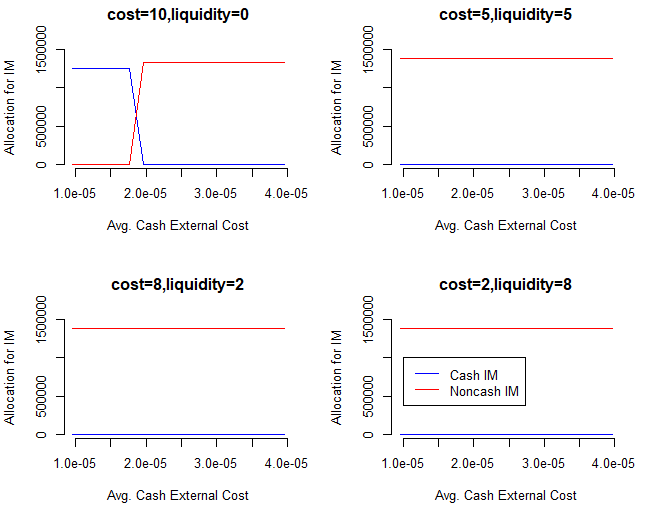 cost=10,liquidity=0
Allocation for IM
0 500000 1500000
1.0e-05 2.0e-05 3.0e-05 4.0e-05
Avg. Cash External Cost
cost=5,liquidity=5
Allocation for IM
0 500000 1500000
1.0e-05 2.0e-05 3.0e-05 4.0e-05
Avg. Cash External Cost
cost=8,liquidity=2
Allocation for IM
0 500000 1500000
1.0e-05 2.0e-05 3.0e-05 4.0e-05
Avg. Cash External Cost
cost=2,liquidity=8
Allocation for IM
0 500000 1500000
Cash IM
Noncash IM
1.0e-05 2.0e-05 3.0e-05 4.0e-05
Avg. Cash External Cost